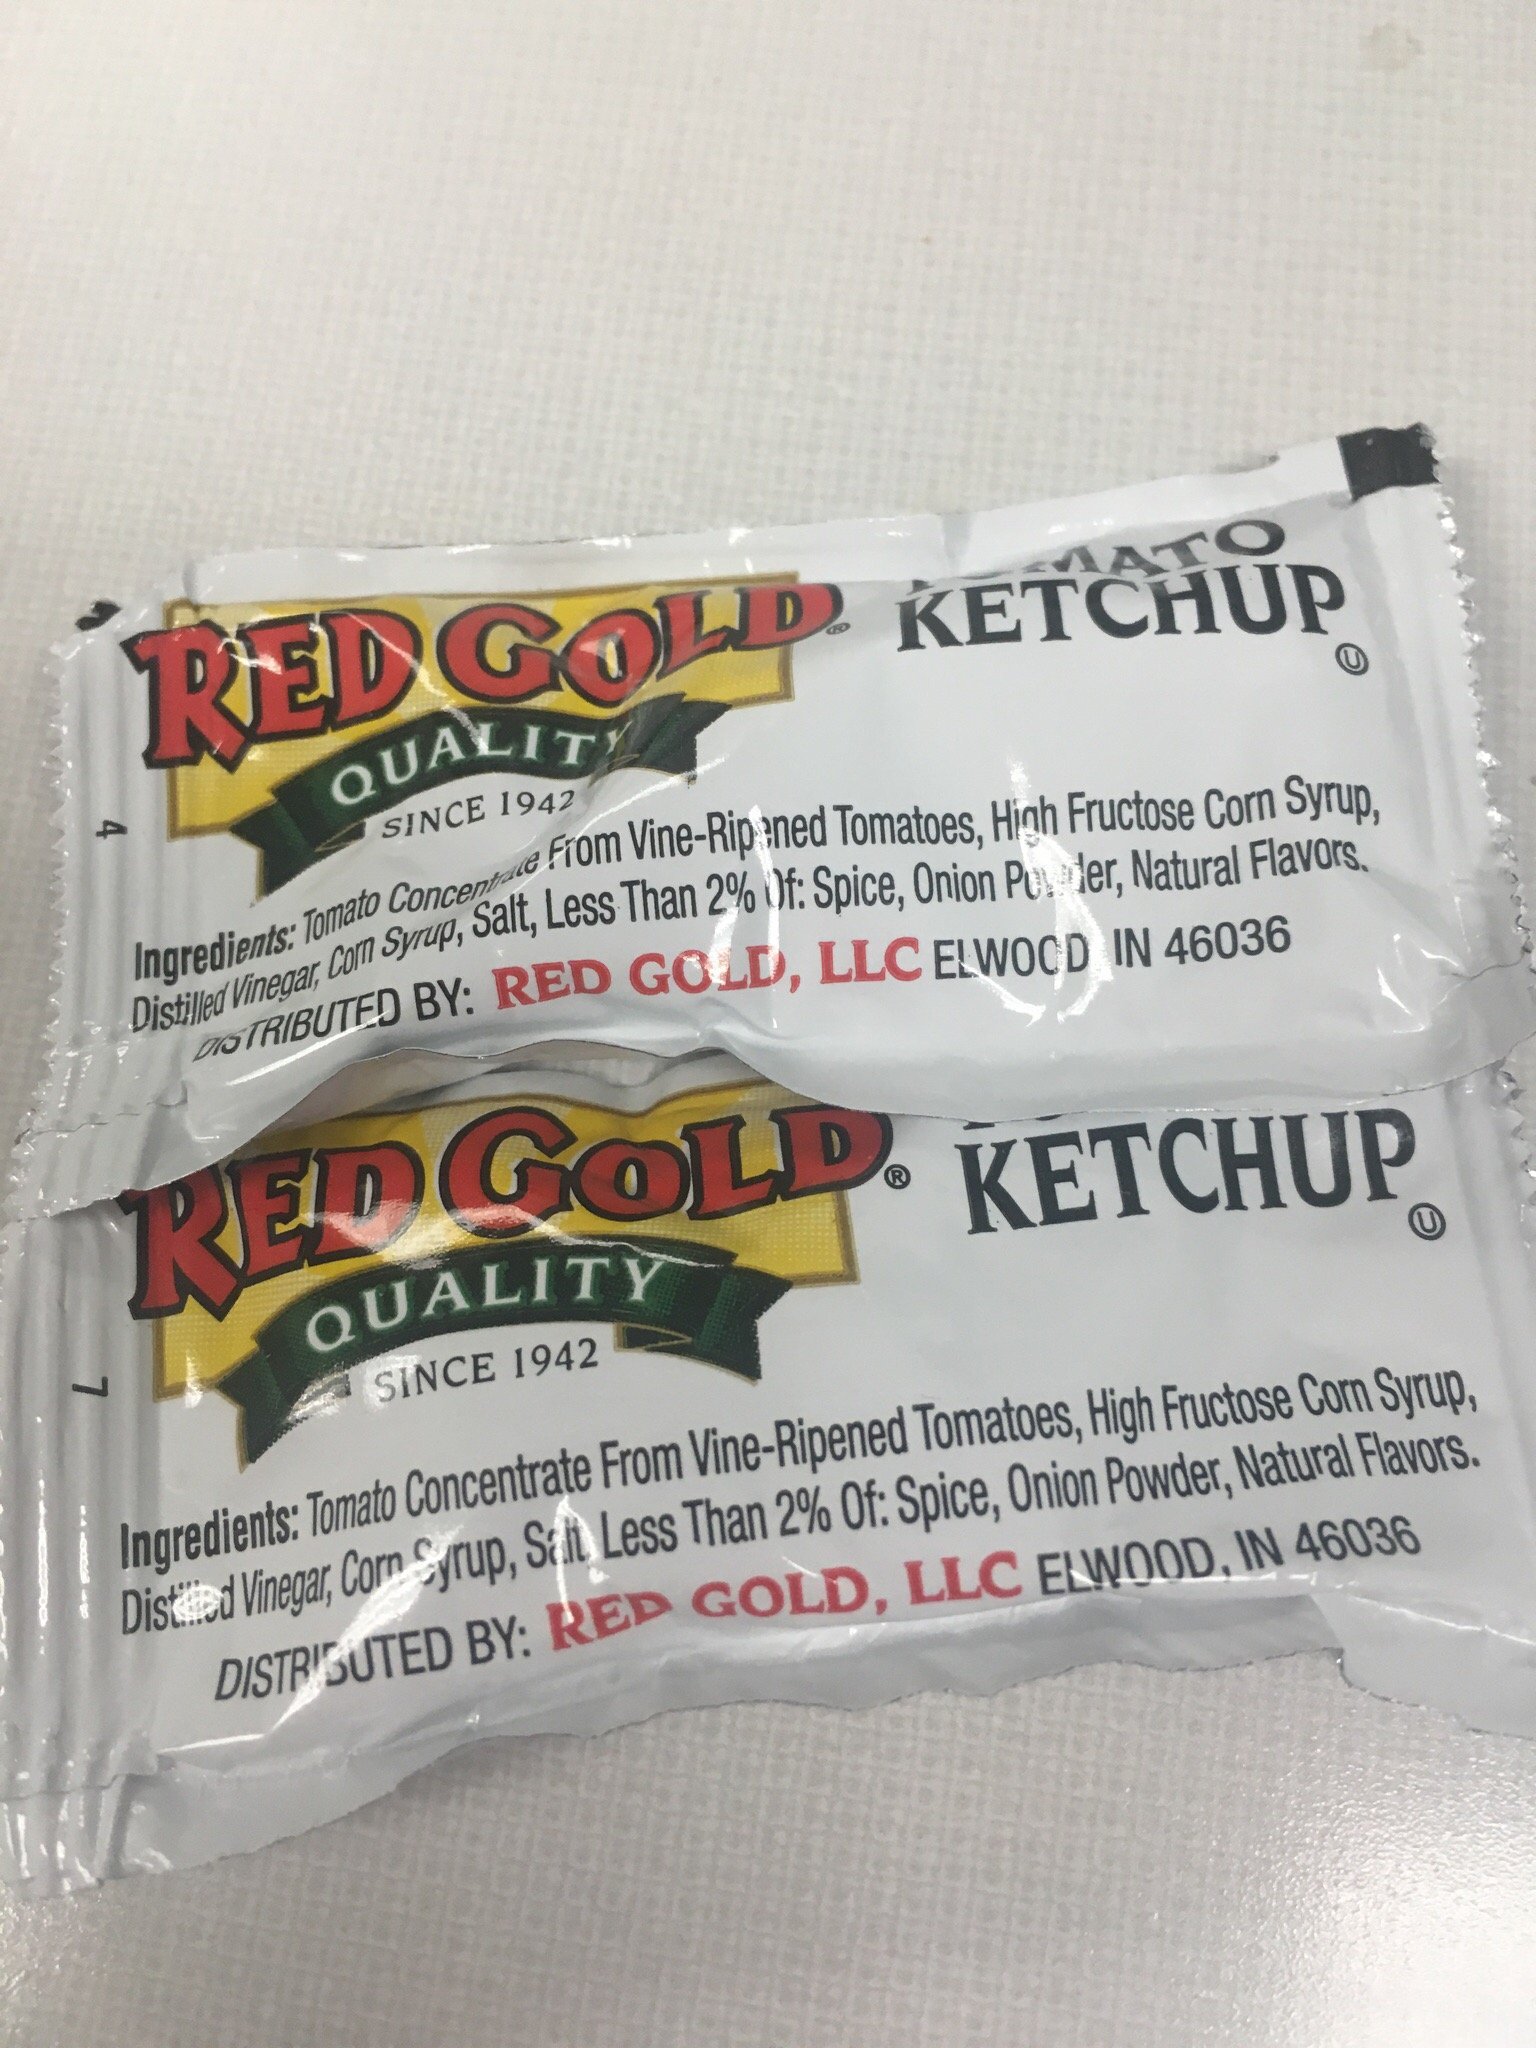 RED GOLD®
QUALITY
SINCE 1942
TOMATO
KETCHUP
U
4
Ingredients: Tomato Concentrate From Vine-Ripened Tomatoes, High Fructose Corn Syrup,
Distilled Vinegar, Corn Syrup, Salt, Less Than 2% Of: Spice, Onion Powder, Natural Flavors.
DISTRIBUTED BY: RED GOLD, LLC ELWOOD, IN 46036
RED GOLD®
QUALITY
SINCE 1942
KETCHUP
U
7
Ingredients: Tomato Concentrate From Vine-Ripened Tomatoes, High Fructose Corn Syrup,
Distilled Vinegar, Corn Syrup, Salt, Less Than 2% Of: Spice, Onion Powder, Natural Flavors.
DISTRIBUTED BY: RED GOLD, LLC ELWOOD, IN 46036